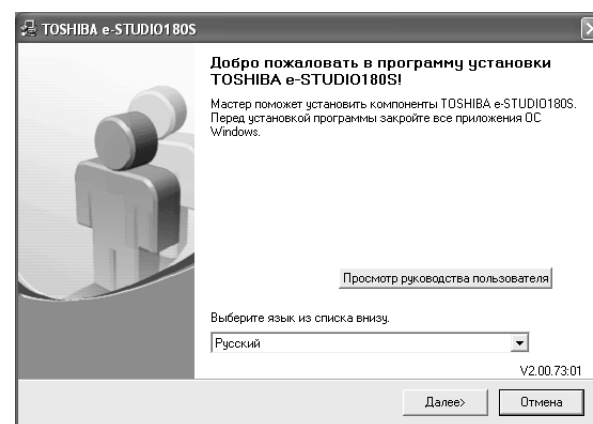 TOSHIBA e-STUDIO180S
Добро пожаловать в программу установки
TOSHIBA e-STUDIO180S!
Мастер поможет установить компоненты TOSHIBA e-STUDIO180S.
Перед установкой программы закройте все приложения ОС
Windows.
Просмотр руководства пользователя
Выберите язык из списка внизу.
Русский
V2.00.73:01
Далее>
Отмена